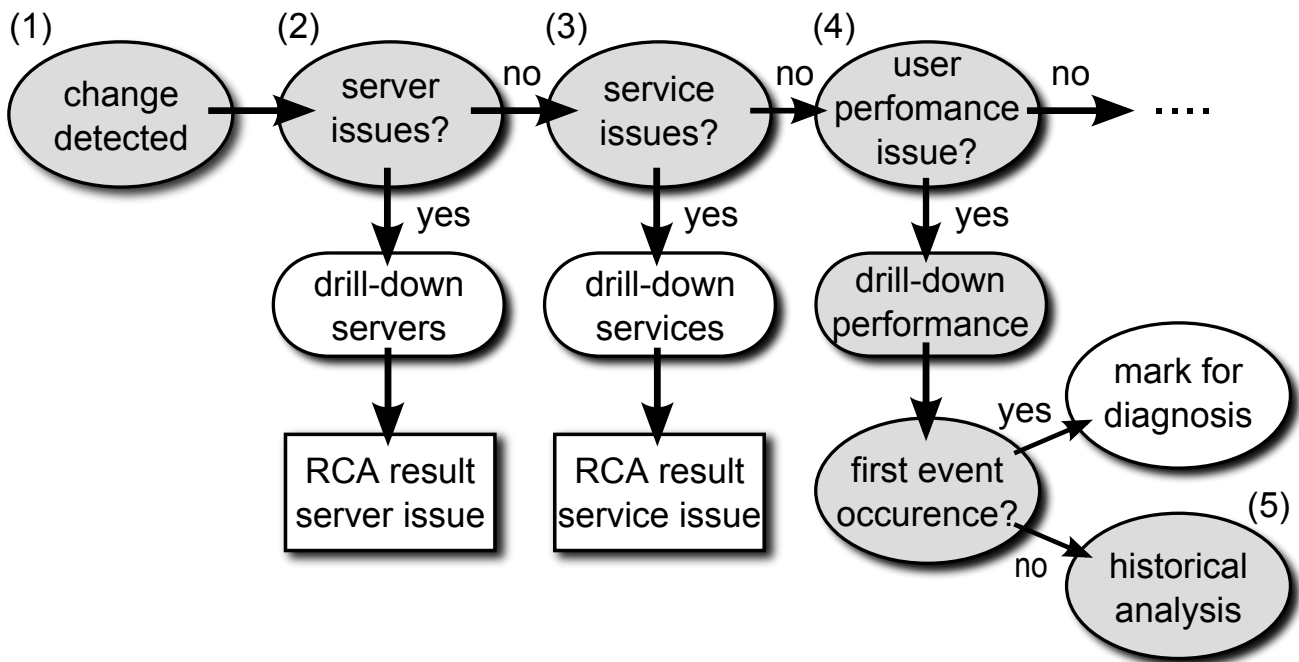 (1)
change
detected
(2)
server
issues?
no
(3)
service
issues?
no
(4)
user
perfomance
issue?
no
....
yes
drill-down
servers
RCA result
server issue
yes
drill-down
services
RCA result
service issue
yes
drill-down
performance
first event
occurence?
yes
mark for
diagnosis
no
(5)
historical
analysis